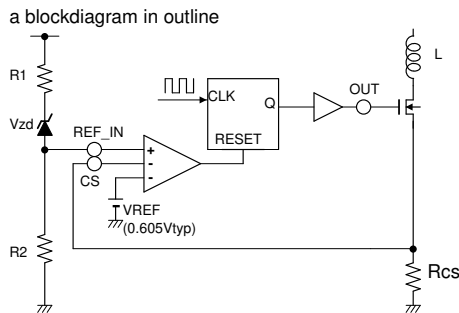 a blockdiagram in outline
R1
L
CLK
Q
OUT
Vzd
REF_IN
RESET
+
-
CS
-
VREF
(0.605Vtyp)
R2
Rcs